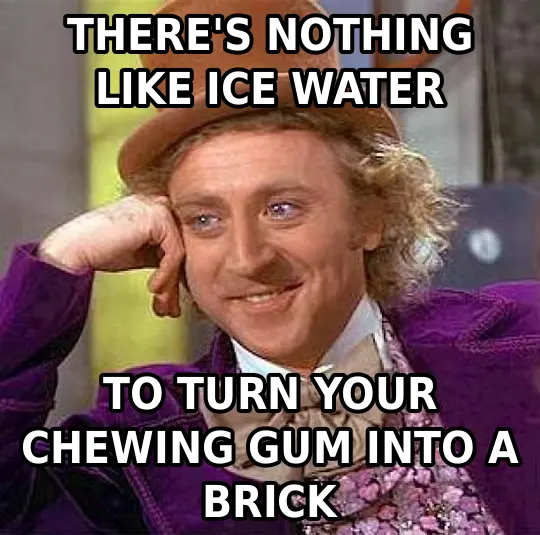 THERE'S NOTHING
LIKE ICE WATER
TO TURN YOUR
CHEWING GUM INTO A
BRICK